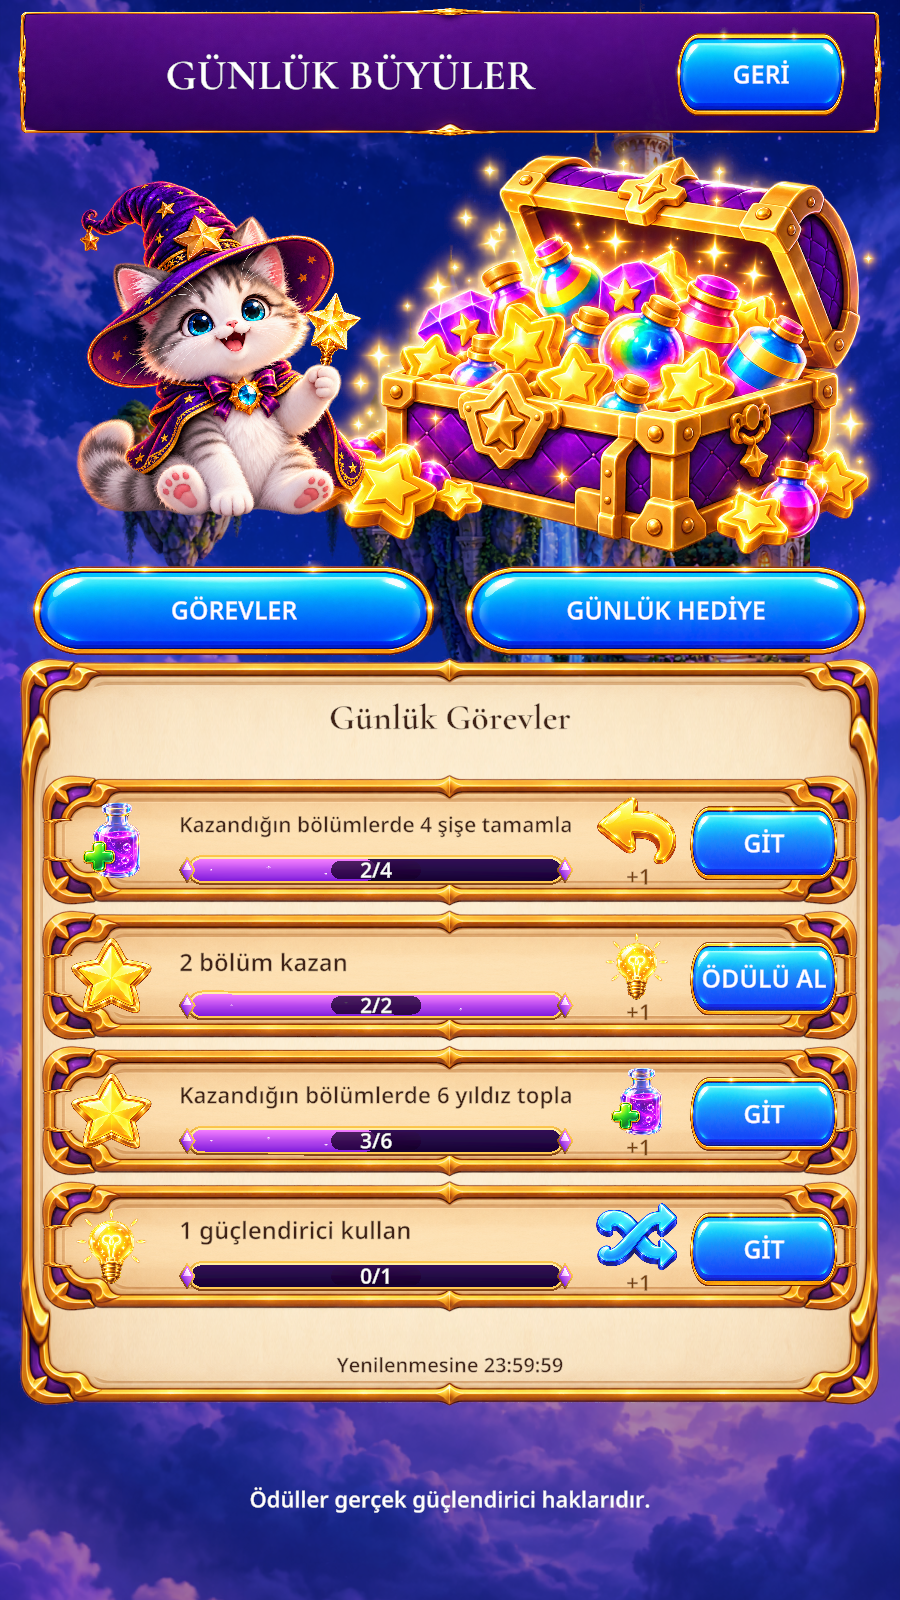 GÜNLÜK BÜYÜLER
GERİ
GÖREVLER
GÜNLÜK HEDİYE
Günlük Görevler
Kazandığın bölümlerde 4 şişe tamamla
2/4
+1
GİT
2 bölüm kazan
2/2
+1
ÖDÜLÜ AL
Kazandığın bölümlerde 6 yıldız topla
3/6
+1
GİT
1 güçlendirici kullan
0/1
+1
GİT
Yenilenmesine 23:59:59
Ödüller gerçek güçlendirici haklarıdır.